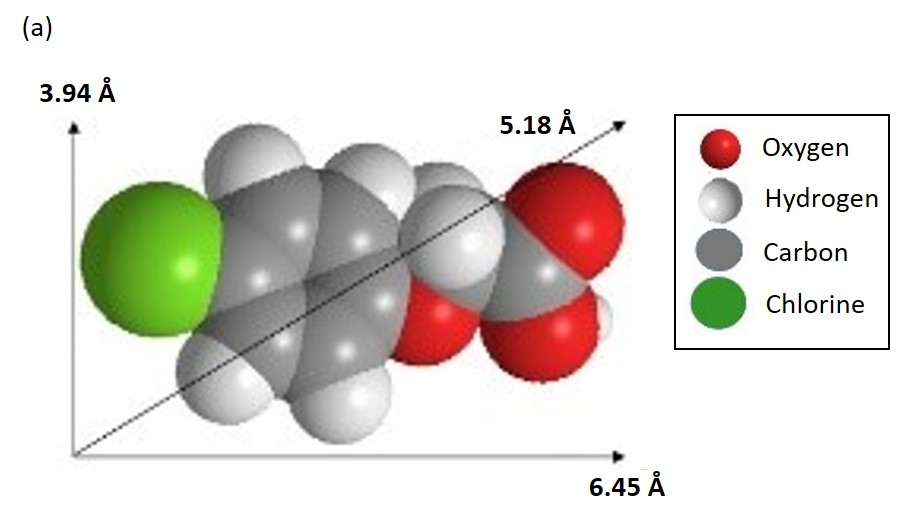 (a)
3.94 Å
5.18 Å
6.45 Å
Oxygen
Hydrogen
Carbon
Chlorine